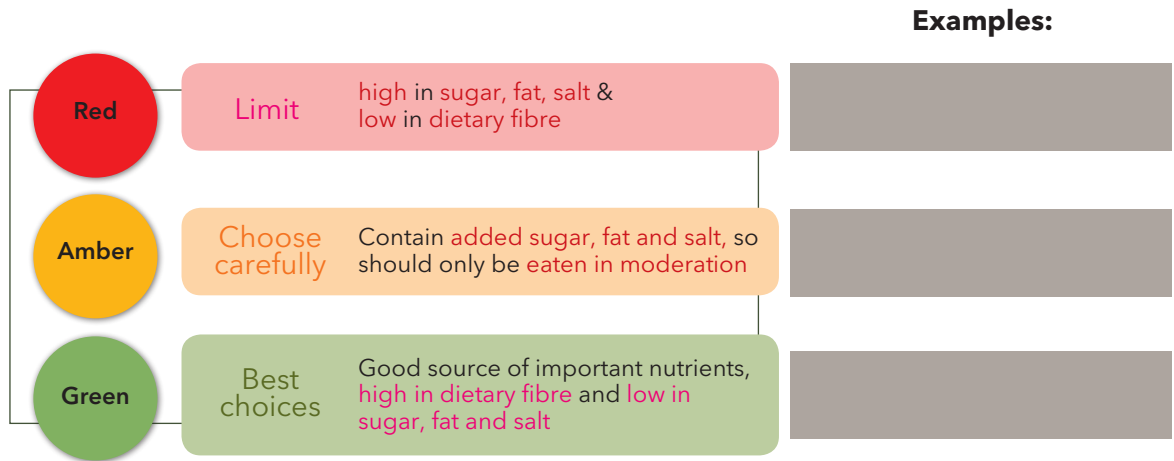 Examples:
Red
Limit
high in sugar, fat, salt &
low in dietary fibre
Amber
Choose
carefully
Contain added sugar, fat and salt, so
should only be eaten in moderation
Green
Best
choices
Good source of important nutrients,
high in dietary fibre and low in
sugar, fat and salt